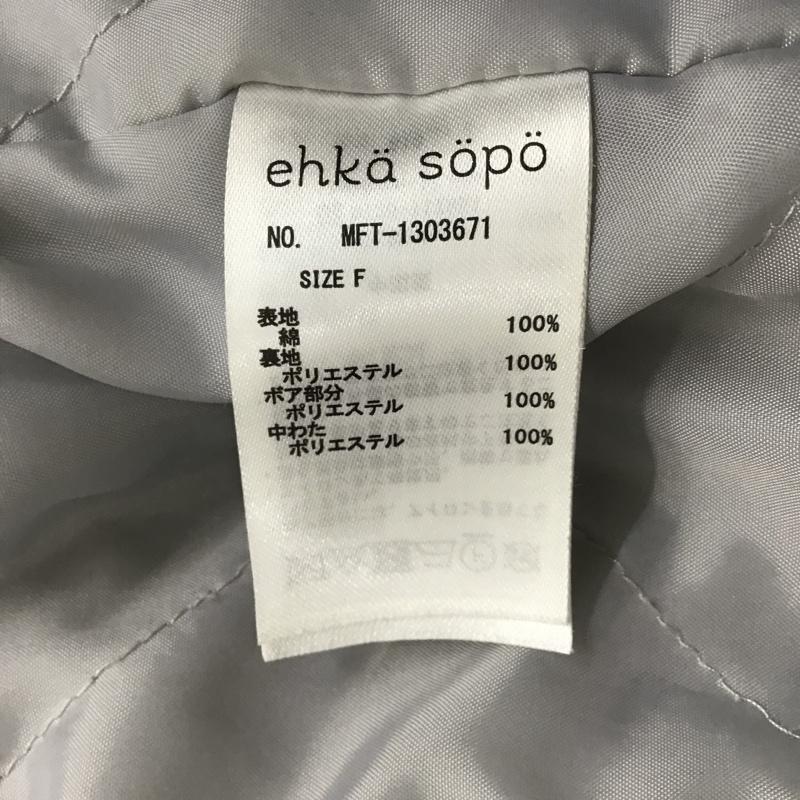 ehkä söpö
NO. MFT-1303671
SIZE F
表地
綿 100%
裏地
ポリエステル 100%
ボア部分
ポリエステル 100%
中わた
ポリエステル 100%